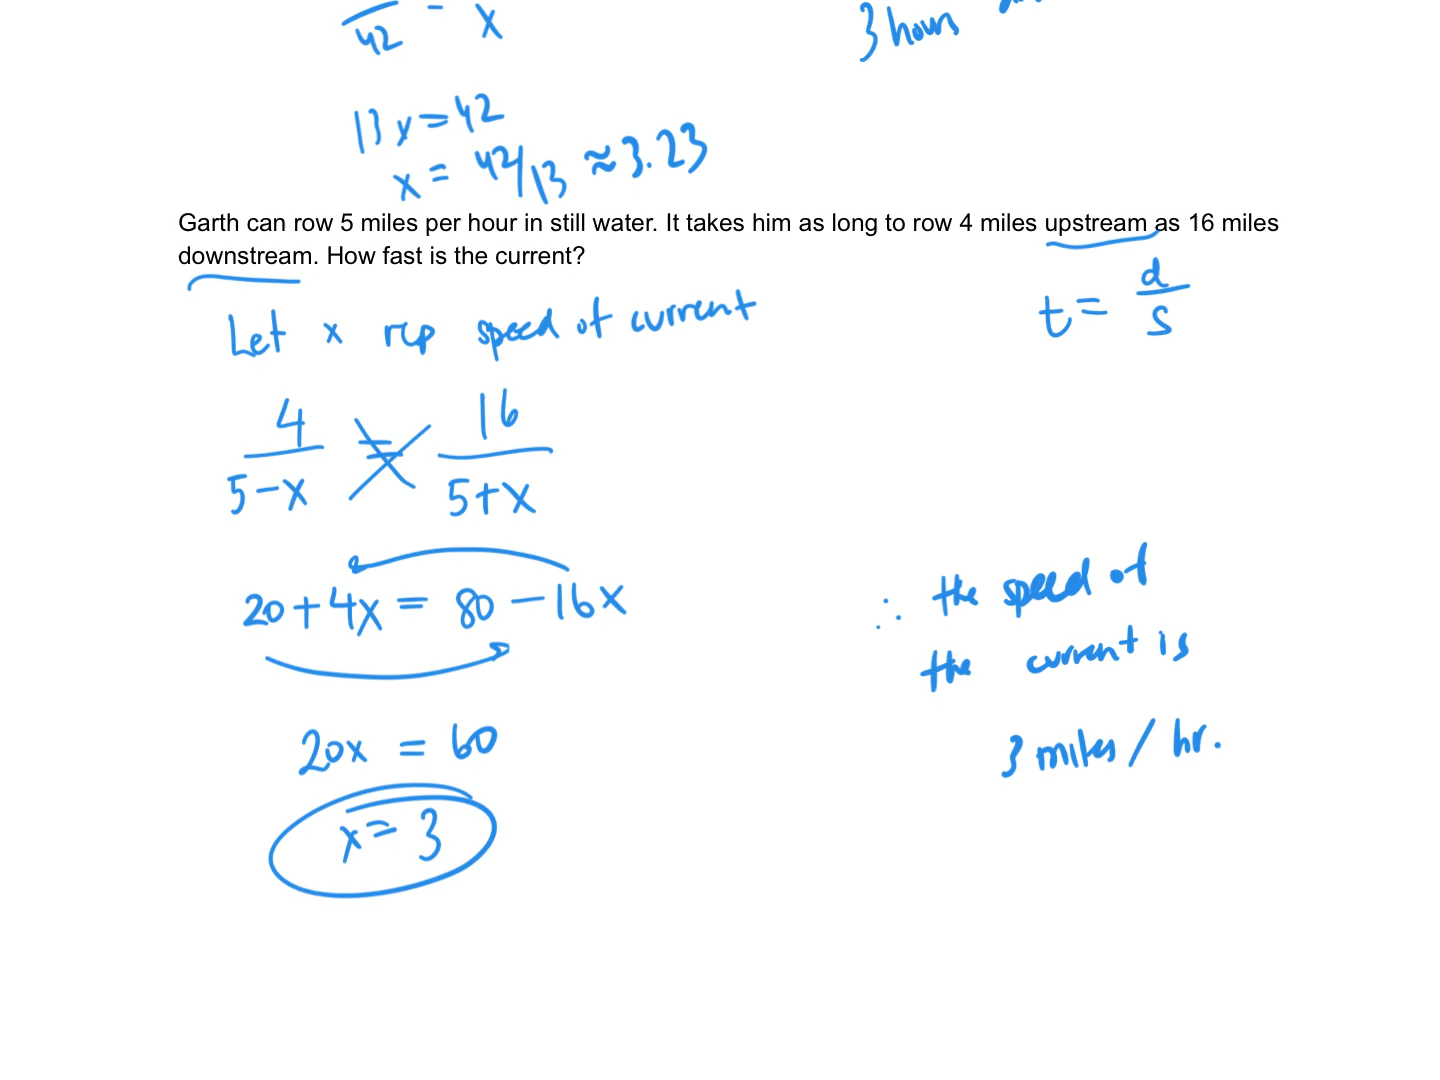 42 = x
3 hours
13x=42
x = 42/13 ≈3.23
Garth can row 5 miles per hour in still water. It takes him as long to row 4 miles upstream as 16 miles
downstream. How fast is the current?
t = d/s
Let x rep speed of current
4 = 16
5-x 5+x
20+4x = 80-16x
20x = 60
x = 3
∴ the speed of
the current is
3 miles / hr.